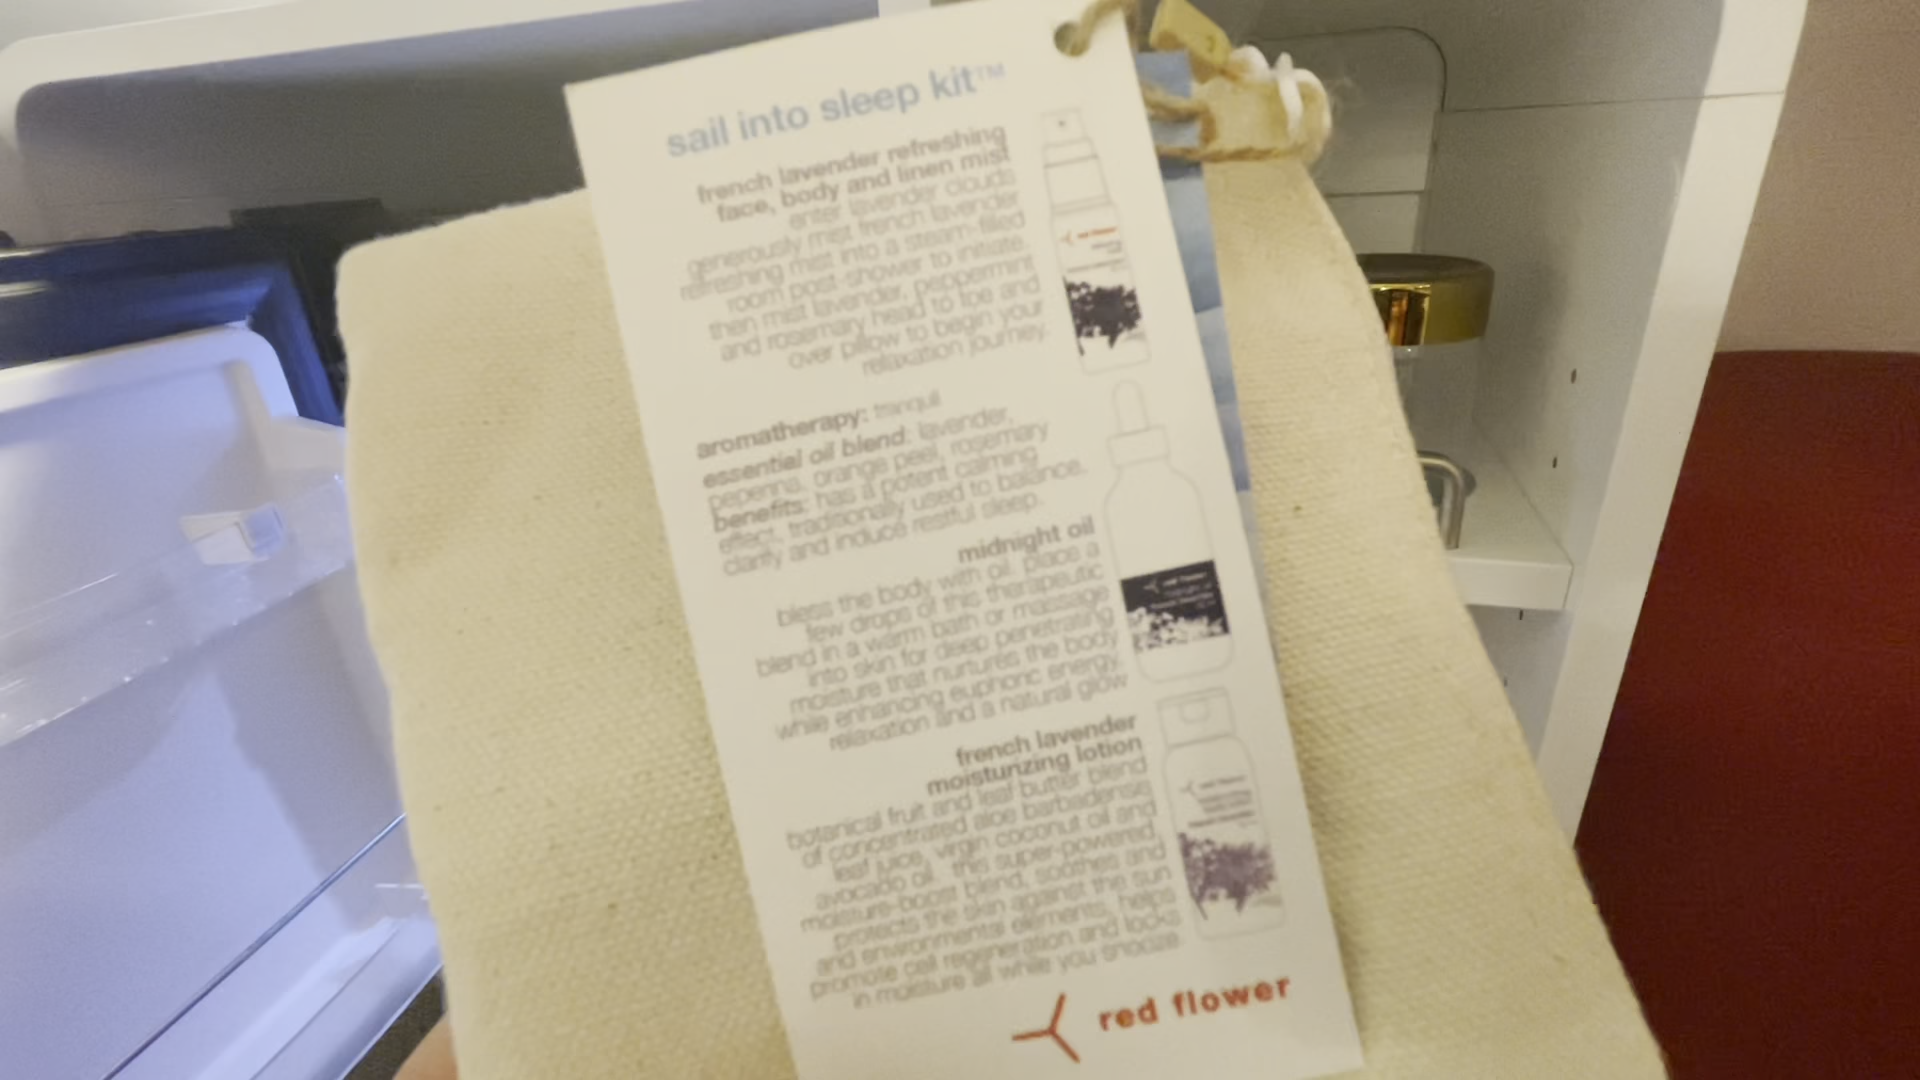 sail into sleep kit™
french lavender refreshing
face, body and linen mist
enter lavender clouds
generously mist french lavender
refreshing mist into a steam-filled
room post-shower to initiate.
then mist lavender, peppermint
and rosemary head to toe and
over pillow to begin your
relaxation journey.
aromatherapy: tranquil
essential oil blend: lavender,
orange peel, rosemary
benefits: has a potent calming
effect, traditionally used to balance,
clarify and induce restful sleep.
midnight oil
bless the body with oil. place a
few drops of this therapeutic
blend in a warm bath or massage
into skin for deep penetrating
moisture that nurtures the body
while enhancing euphoric energy,
relaxation and a natural glow
french lavender
moisturizing lotion
botanical fruit and leaf butter blend
of concentrated aloe barbadense
leaf juice, virgin coconut oil and
avocado oil. this super-powered,
moisture-boost blend, soothes and
protects the skin against the sun
and environmental elements, helps
promote cell regeneration and locks
in moisture all while you snooze
red flower